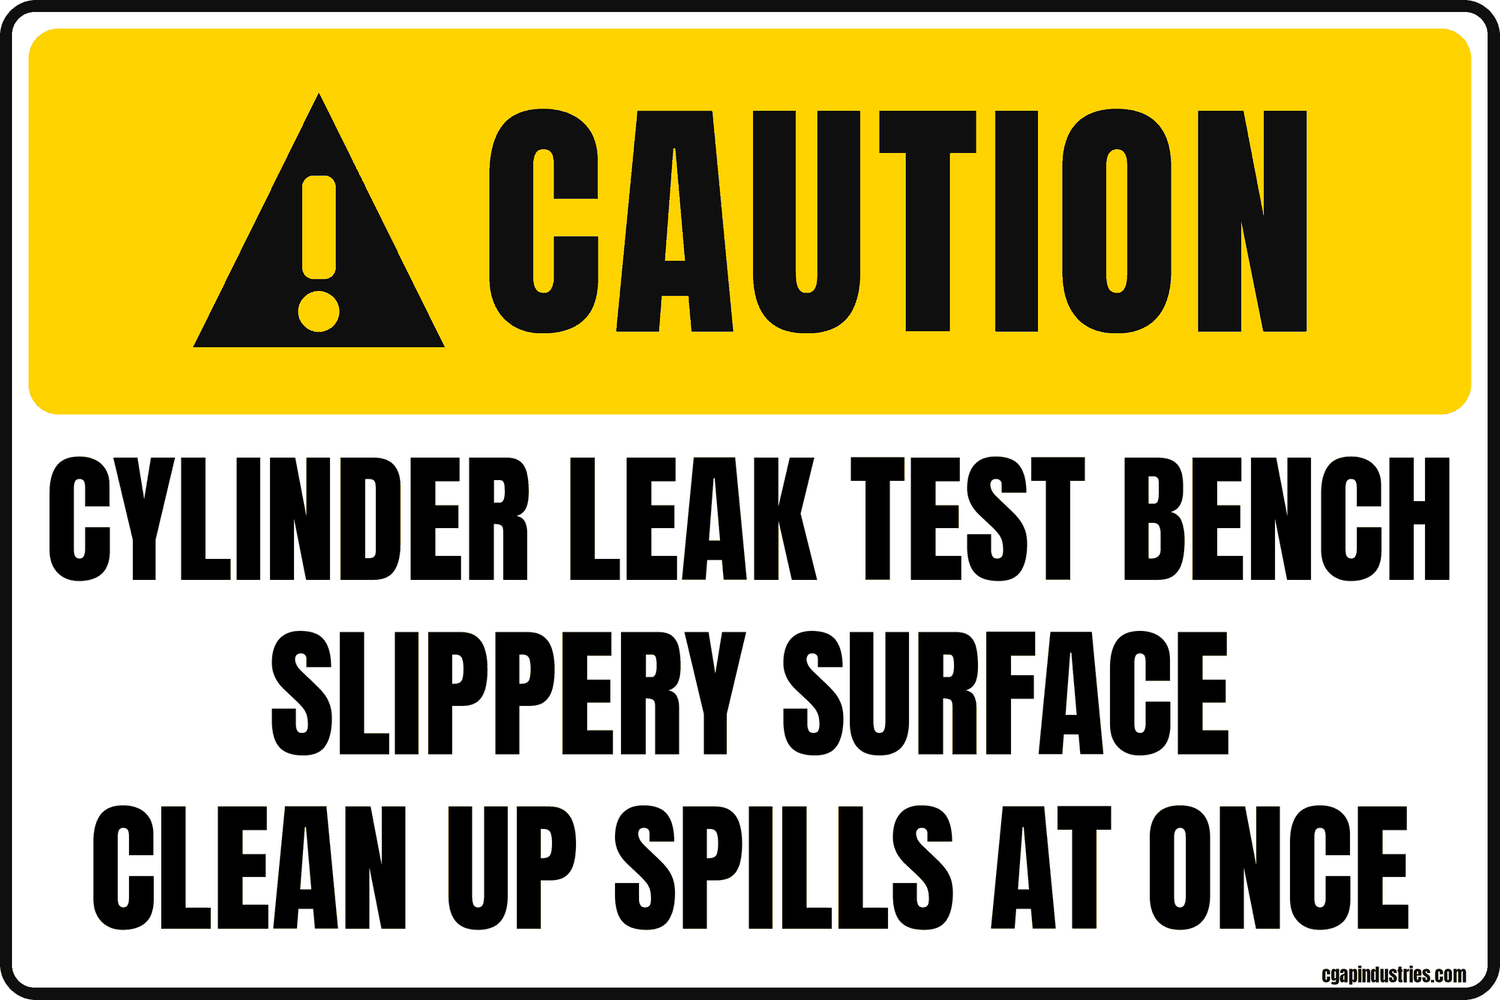 CAUTION
CYLINDER LEAK TEST BENCH
SLIPPERY SURFACE
CLEAN UP SPILLS AT ONCE
cgapindustries.com